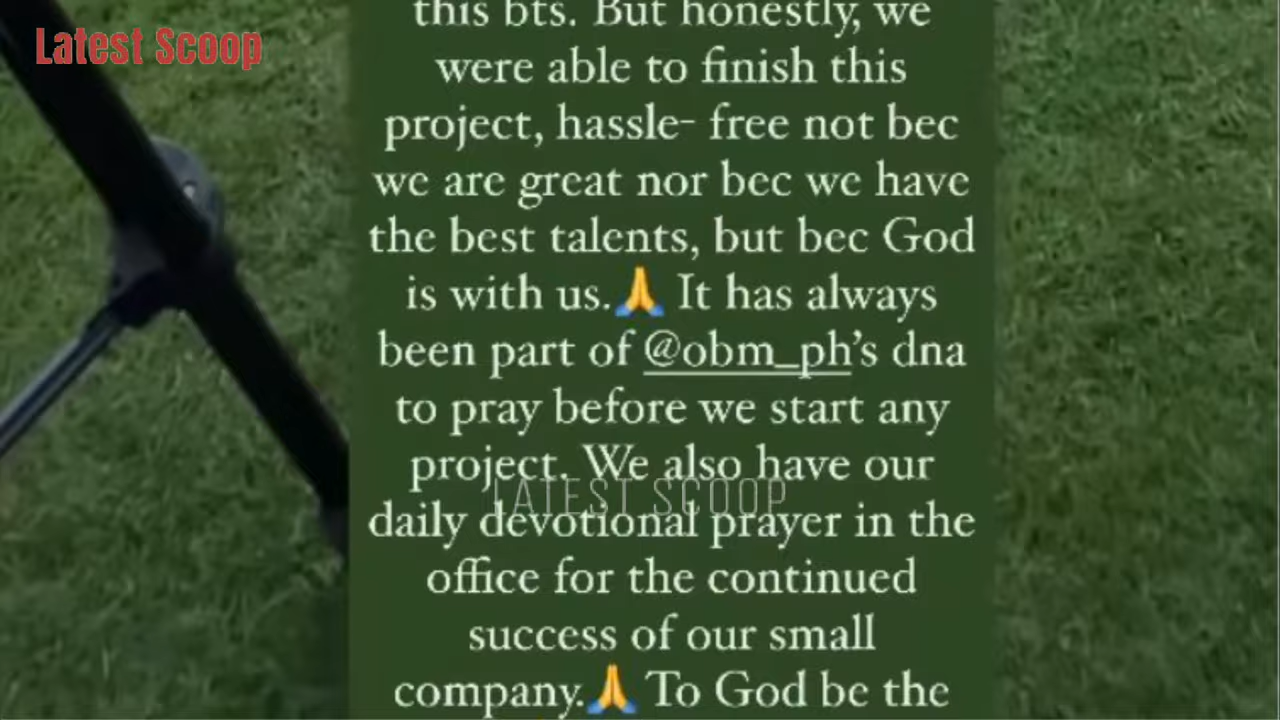 Latest Scoop
this bts. But honestly, we
were able to finish this
project, hassle- free not bec
we are great nor bec we have
the best talents, but bec God
is with us.🙏 It has always
been part of @obm_ph’s dna
to pray before we start any
project. We also have our
LATEST SCOOP
daily devotional prayer in the
office for the continued
success of our small
company.🙏 To God be the